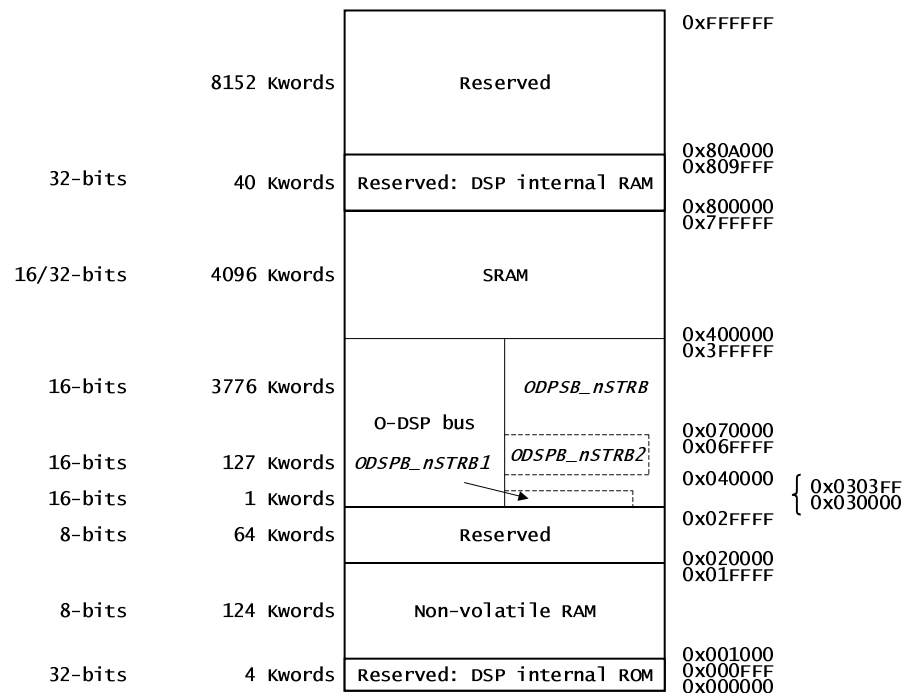 0xFFFFFF
8152 Kwords Reserved
0x80A000
32-bits 40 Kwords Reserved: DSP internal RAM 0x809FFF
0x800000
0x7FFFFF
16/32-bits 4096 Kwords SRAM
0x400000
0x3FFFFF
16-bits 3776 Kwords ODPSB_nSTRB
O-DSP bus
0x070000
0x06FFFF
16-bits 127 Kwords ODSPB_nSTRB1 ODSPB_nSTRB2
0x040000
0x0303FF
16-bits 1 Kwords 0x030000
0x02FFFF
8-bits 64 Kwords Reserved
0x020000
0x01FFFF
8-bits 124 Kwords Non-volatile RAM
0x001000
32-bits 4 Kwords Reserved: DSP internal ROM 0x000FFF
0x000000